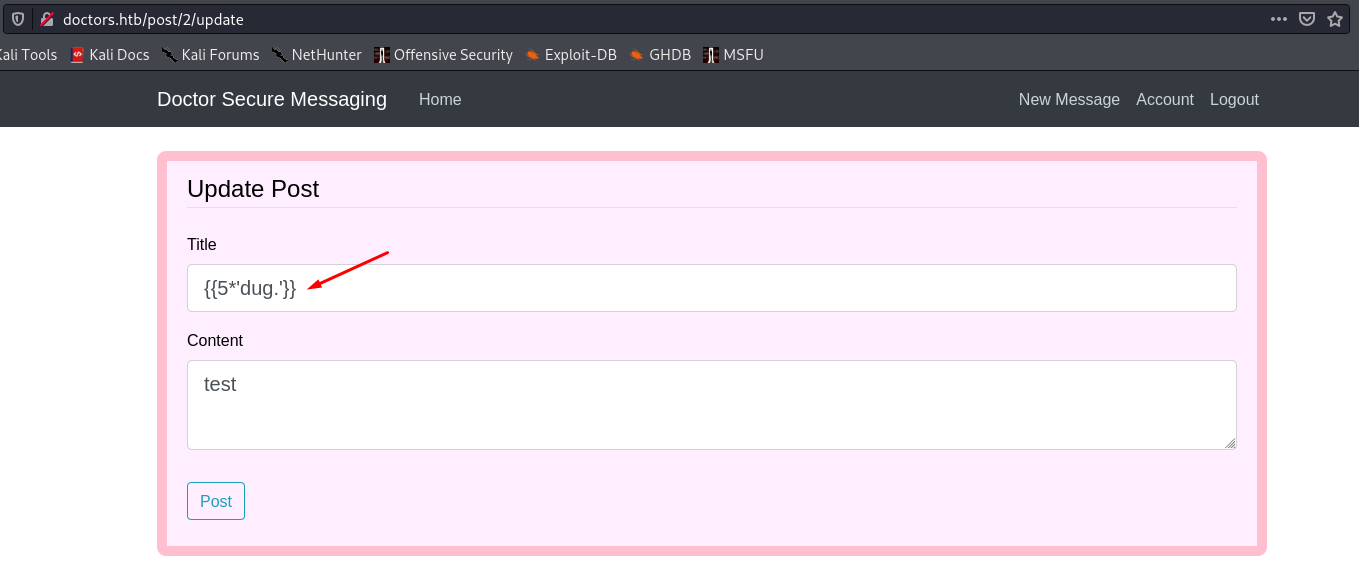 doctors.htb/post/2/update
Kali Tools Kali Docs Kali Forums NetHunter Offensive Security Exploit-DB GHDB MSFU
Doctor Secure Messaging Home New Message Account Logout
Update Post
Title
{{5*'dug.'}}
Content
test
Post